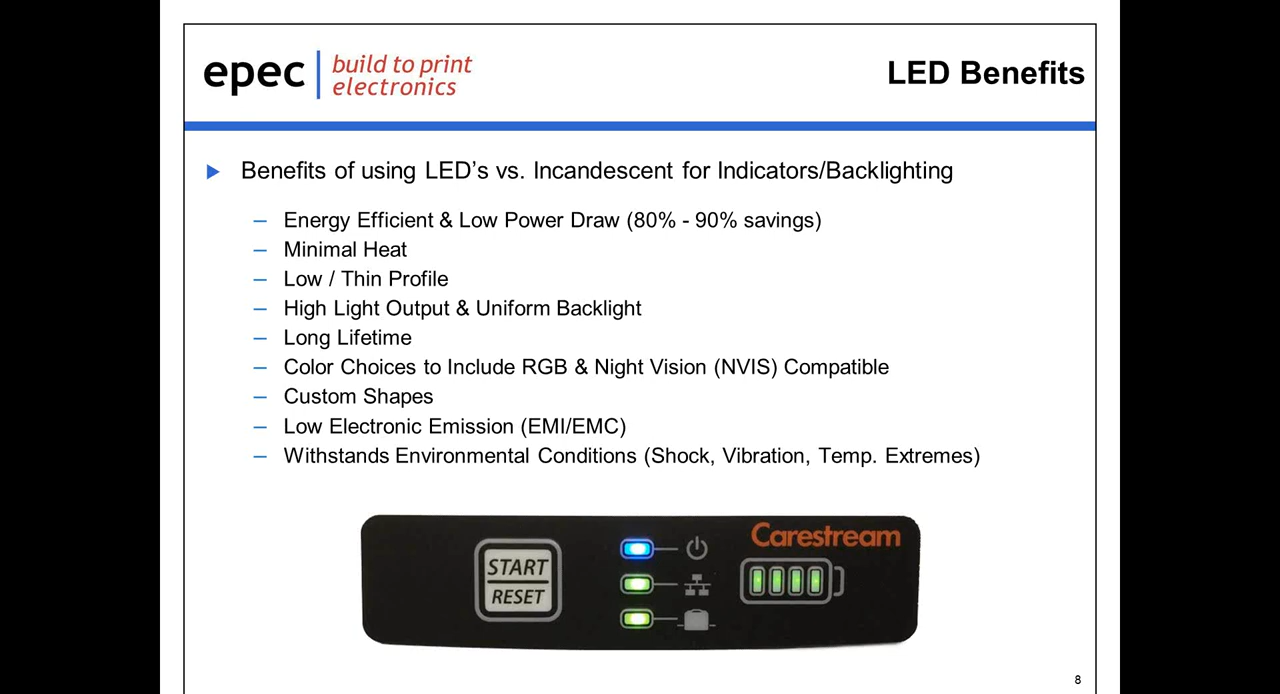 epec
build to print
electronics
LED Benefits
Benefits of using LED’s vs. Incandescent for Indicators/Backlighting
– Energy Efficient & Low Power Draw (80% - 90% savings)
– Minimal Heat
– Low / Thin Profile
– High Light Output & Uniform Backlight
– Long Lifetime
– Color Choices to Include RGB & Night Vision (NVIS) Compatible
– Custom Shapes
– Low Electronic Emission (EMI/EMC)
– Withstands Environmental Conditions (Shock, Vibration, Temp. Extremes)
Carestream
START
RESET
8